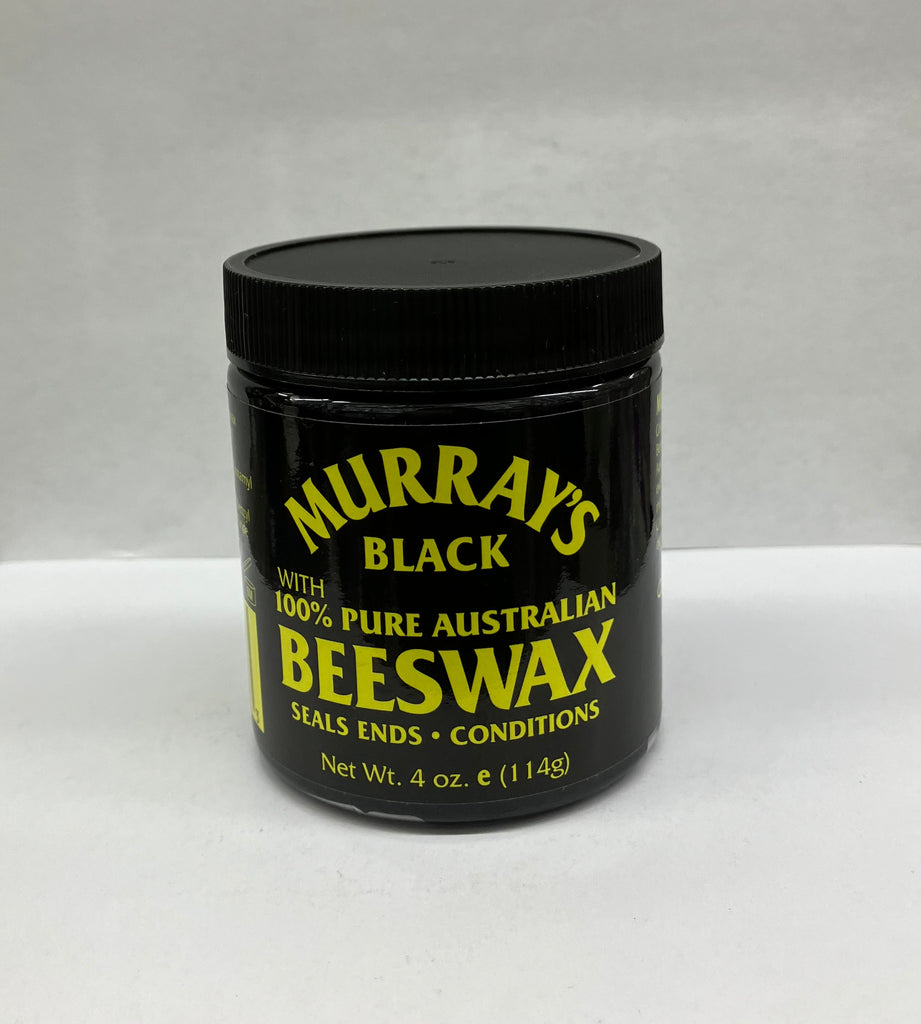 MURRAY'S
BLACK
WITH
100% PURE AUSTRALIAN
BEESWAX
SEALS ENDS • CONDITIONS
Net Wt. 4 oz. e (114g)